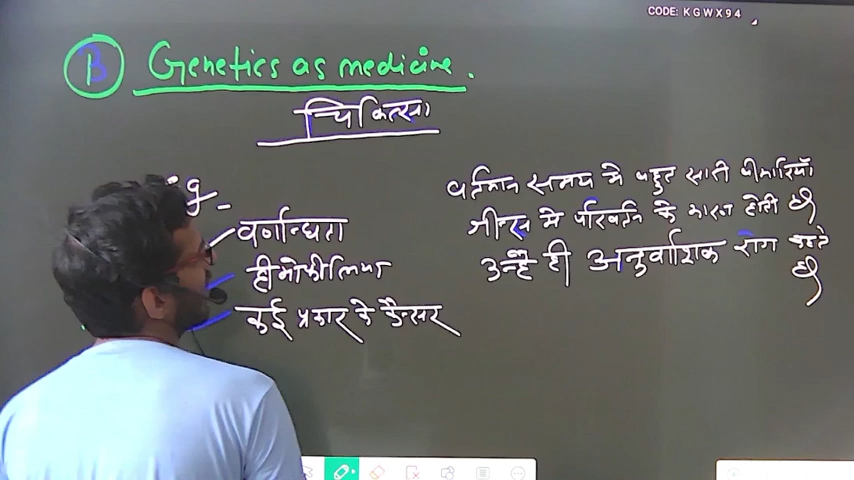 CODE: KGWX94
B Genetics as medicine.
चिकित्सा
eg -
वर्णान्धता
हीमोफीलिया
कई प्रकार के कैन्सर
वर्तमान समय मे बहुत सारी बीमारियाँ
जीन्स मे परिवर्तन के कारण होती है
उन्हे ही अनुवांशिक रोग कहते
है